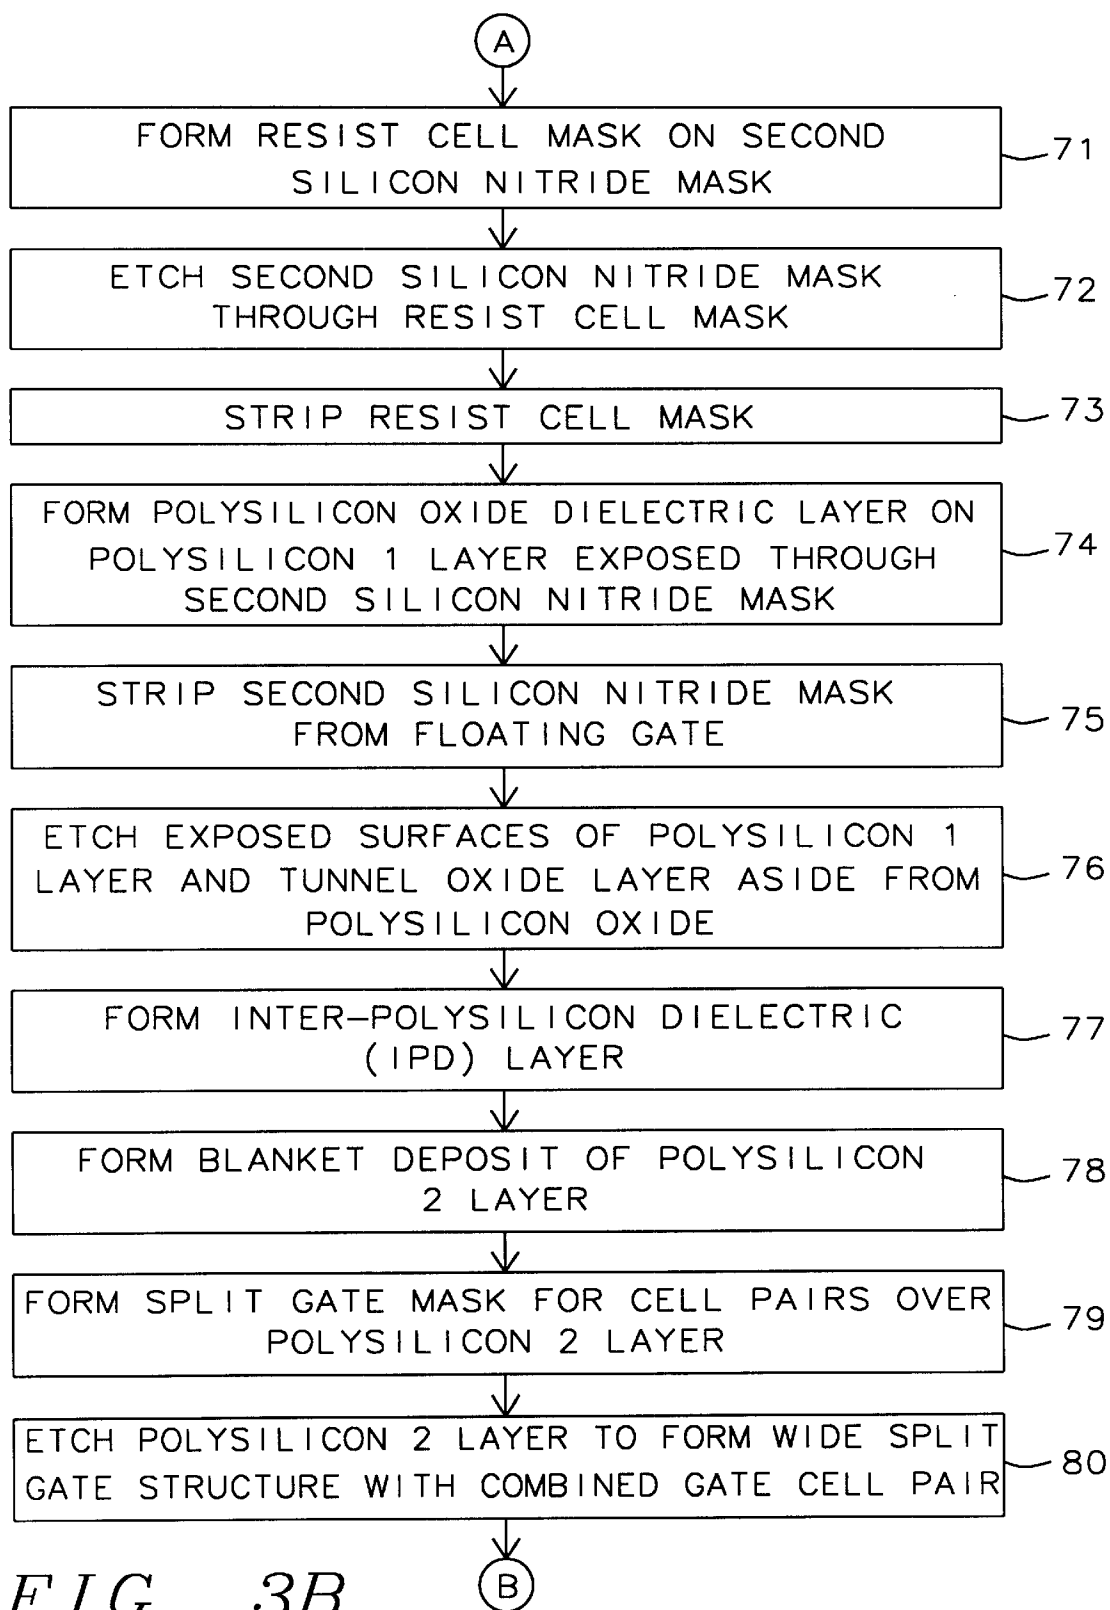 A
FORM RESIST CELL MASK ON SECOND
SILICON NITRIDE MASK
71
ETCH SECOND SILICON NITRIDE MASK
THROUGH RESIST CELL MASK
72
STRIP RESIST CELL MASK
73
FORM POLYSILICON OXIDE DIELECTRIC LAYER ON
POLYSILICON 1 LAYER EXPOSED THROUGH
SECOND SILICON NITRIDE MASK
74
STRIP SECOND SILICON NITRIDE MASK
FROM FLOATING GATE
75
ETCH EXPOSED SURFACES OF POLYSILICON 1
LAYER AND TUNNEL OXIDE LAYER ASIDE FROM
POLYSILICON OXIDE
76
FORM INTER-POLYSILICON DIELECTRIC
(IPD) LAYER
77
FORM BLANKET DEPOSIT OF POLYSILICON
2 LAYER
78
FORM SPLIT GATE MASK FOR CELL PAIRS OVER
POLYSILICON 2 LAYER
79
ETCH POLYSILICON 2 LAYER TO FORM WIDE SPLIT
GATE STRUCTURE WITH COMBINED GATE CELL PAIR
80
B
FIG. 3B